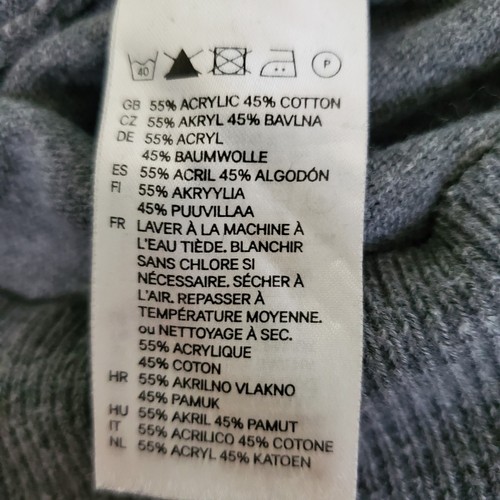 40
P
GB 55% ACRYLIC 45% COTTON
CZ 55% AKRYL 45% BAVLNA
DE 55% ACRYL
45% BAUMWOLLE
ES 55% ACRIL 45% ALGODÓN
FI 55% AKRYYLIA
45% PUUVILLAA
FR LAVER À LA MACHINE À
L'EAU TIÈDE. BLANCHIR
SANS CHLORE SI
NÉCESSAIRE. SÉCHER À
L'AIR. REPASSER À
TEMPÉRATURE MOYENNE.
ou NETTOYAGE À SEC.
55% ACRYLIQUE
45% COTON
HR 55% AKRILNO VLAKNO
45% PAMUK
HU 55% AKRIL 45% PAMUT
IT 55% ACRILICO 45% COTONE
NL 55% ACRYL 45% KATOEN